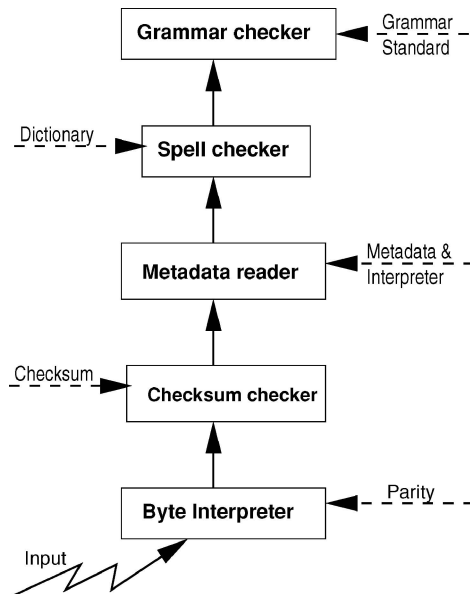 Grammar checker
Grammar
Standard
Dictionary
Spell checker
Metadata reader
Metadata &
Interpreter
Checksum
Checksum checker
Byte Interpreter
Parity
Input